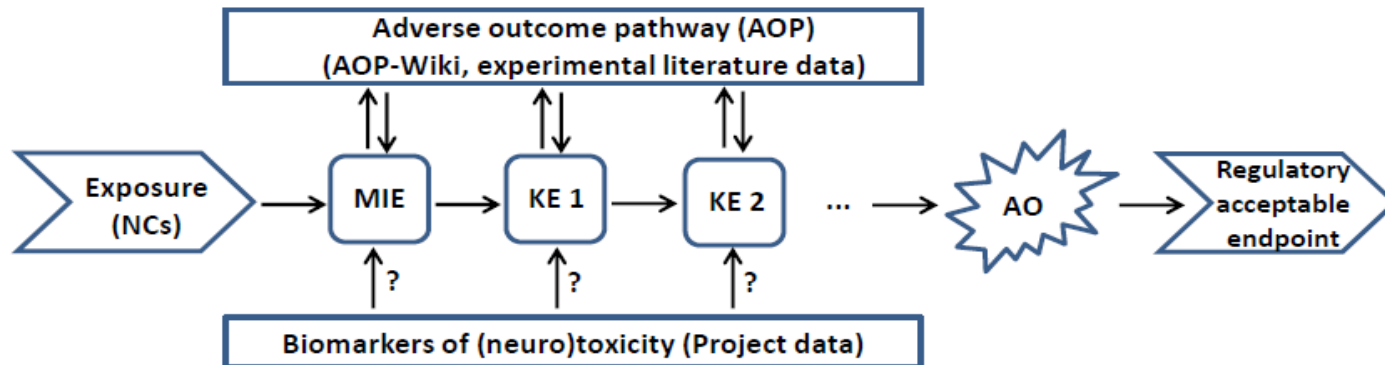 Adverse outcome pathway (AOP)
(AOP-Wiki, experimental literature data)
Exposure
(NCs)
MIE
KE 1
KE 2
...
AO
Regulatory
acceptable
endpoint
?
?
?
Biomarkers of (neuro)toxicity (Project data)